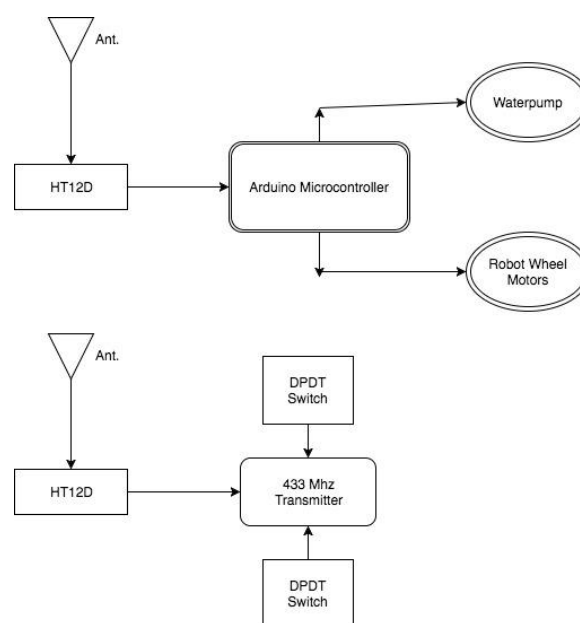 Ant.
Waterpump
HT12D
Arduino Microcontroller
Robot Wheel
Motors
Ant.
DPDT
Switch
HT12D
433 Mhz
Transmitter
DPDT
Switch